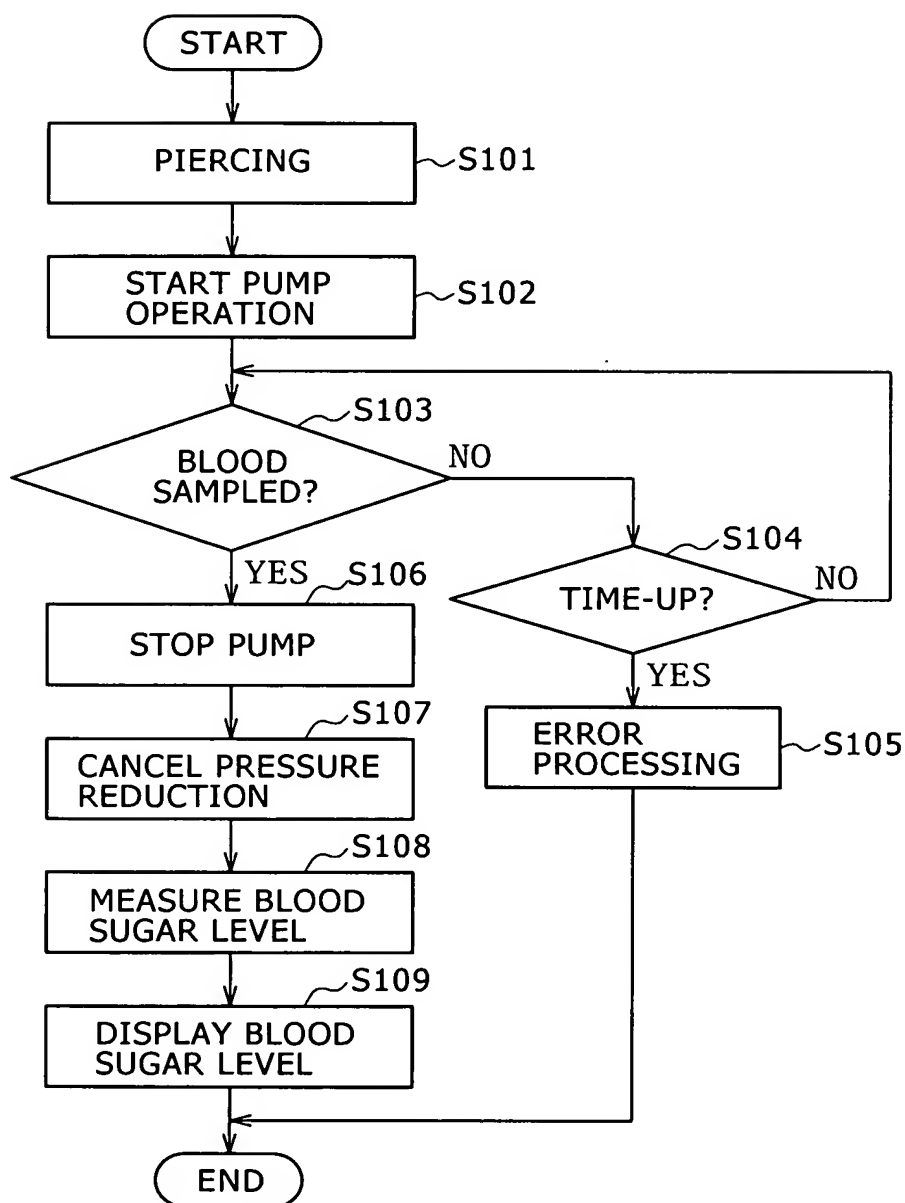 START
PIERCING
S101
START PUMP
OPERATION
S102
S103
BLOOD
SAMPLED?
NO
YES
S104
TIME-UP?
NO
YES
S105
ERROR
PROCESSING
S106
STOP PUMP
S107
CANCEL PRESSURE
REDUCTION
S108
MEASURE BLOOD
SUGAR LEVEL
S109
DISPLAY BLOOD
SUGAR LEVEL
END